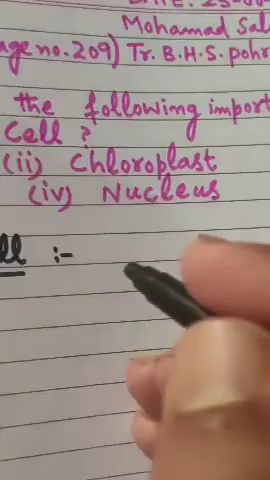 Mohamad Sal
age no. 209) Tr. B.H.S. pohr
the following import
Cell ?
(ii) Chloroplast
(iv) Nucleus
ll :-